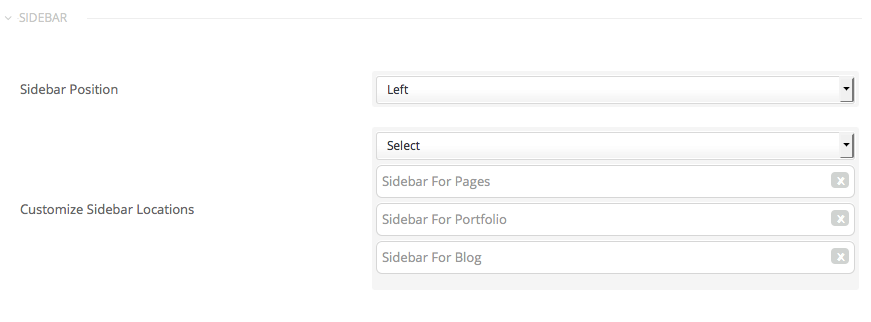 SIDEBAR
Sidebar Position
Left
Select
Sidebar For Pages
Customize Sidebar Locations
Sidebar For Portfolio
Sidebar For Blog